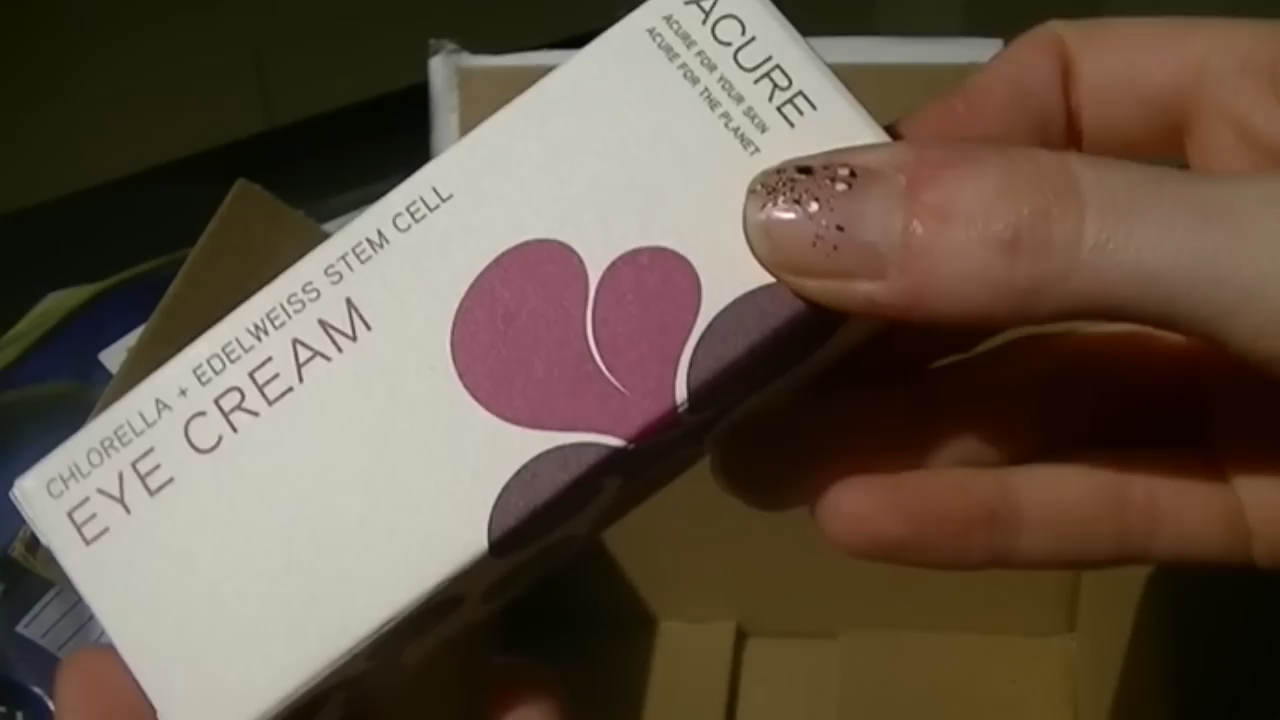 ACURE
ACURE FOR YOUR SKIN
ACURE FOR THE PLANET
CHLORELLA + EDELWEISS STEM CELL
EYE CREAM